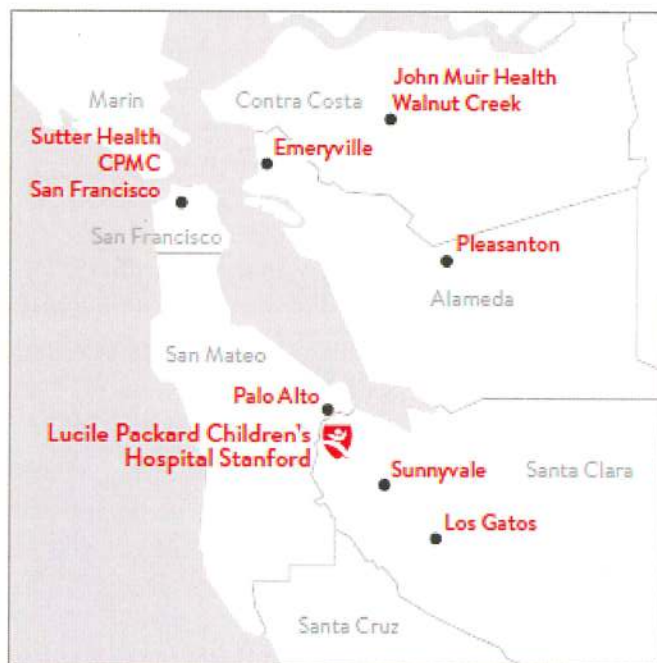 Marin
Contra Costa
John Muir Health
Walnut Creek
Sutter Health
CPMC
San Francisco
Emeryville
San Francisco
Pleasanton
Alameda
San Mateo
Palo Alto
Lucile Packard Children's
Hospital Stanford
Sunnyvale
Santa Clara
Los Gatos
Santa Cruz